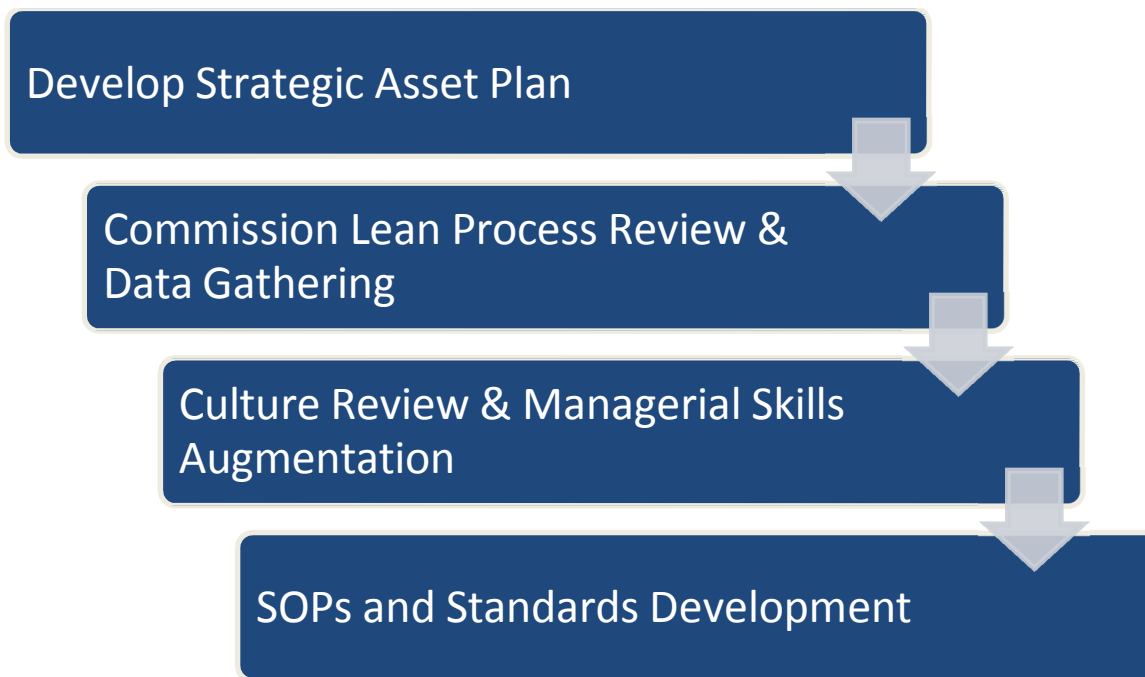 Develop Strategic Asset Plan
Commission Lean Process Review &
Data Gathering
Culture Review & Managerial Skills
Augmentation
SOPs and Standards Development